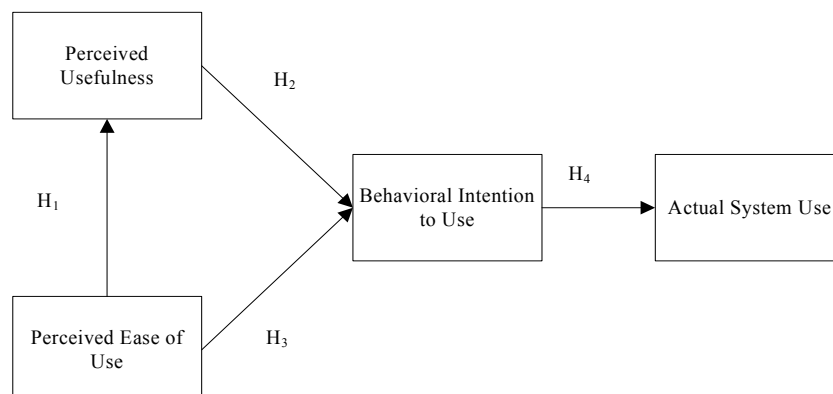 Perceived
Usefulness
H₂
H₁
Behavioral Intention
to Use
H₄
Actual System Use
Perceived Ease of
Use
H₃